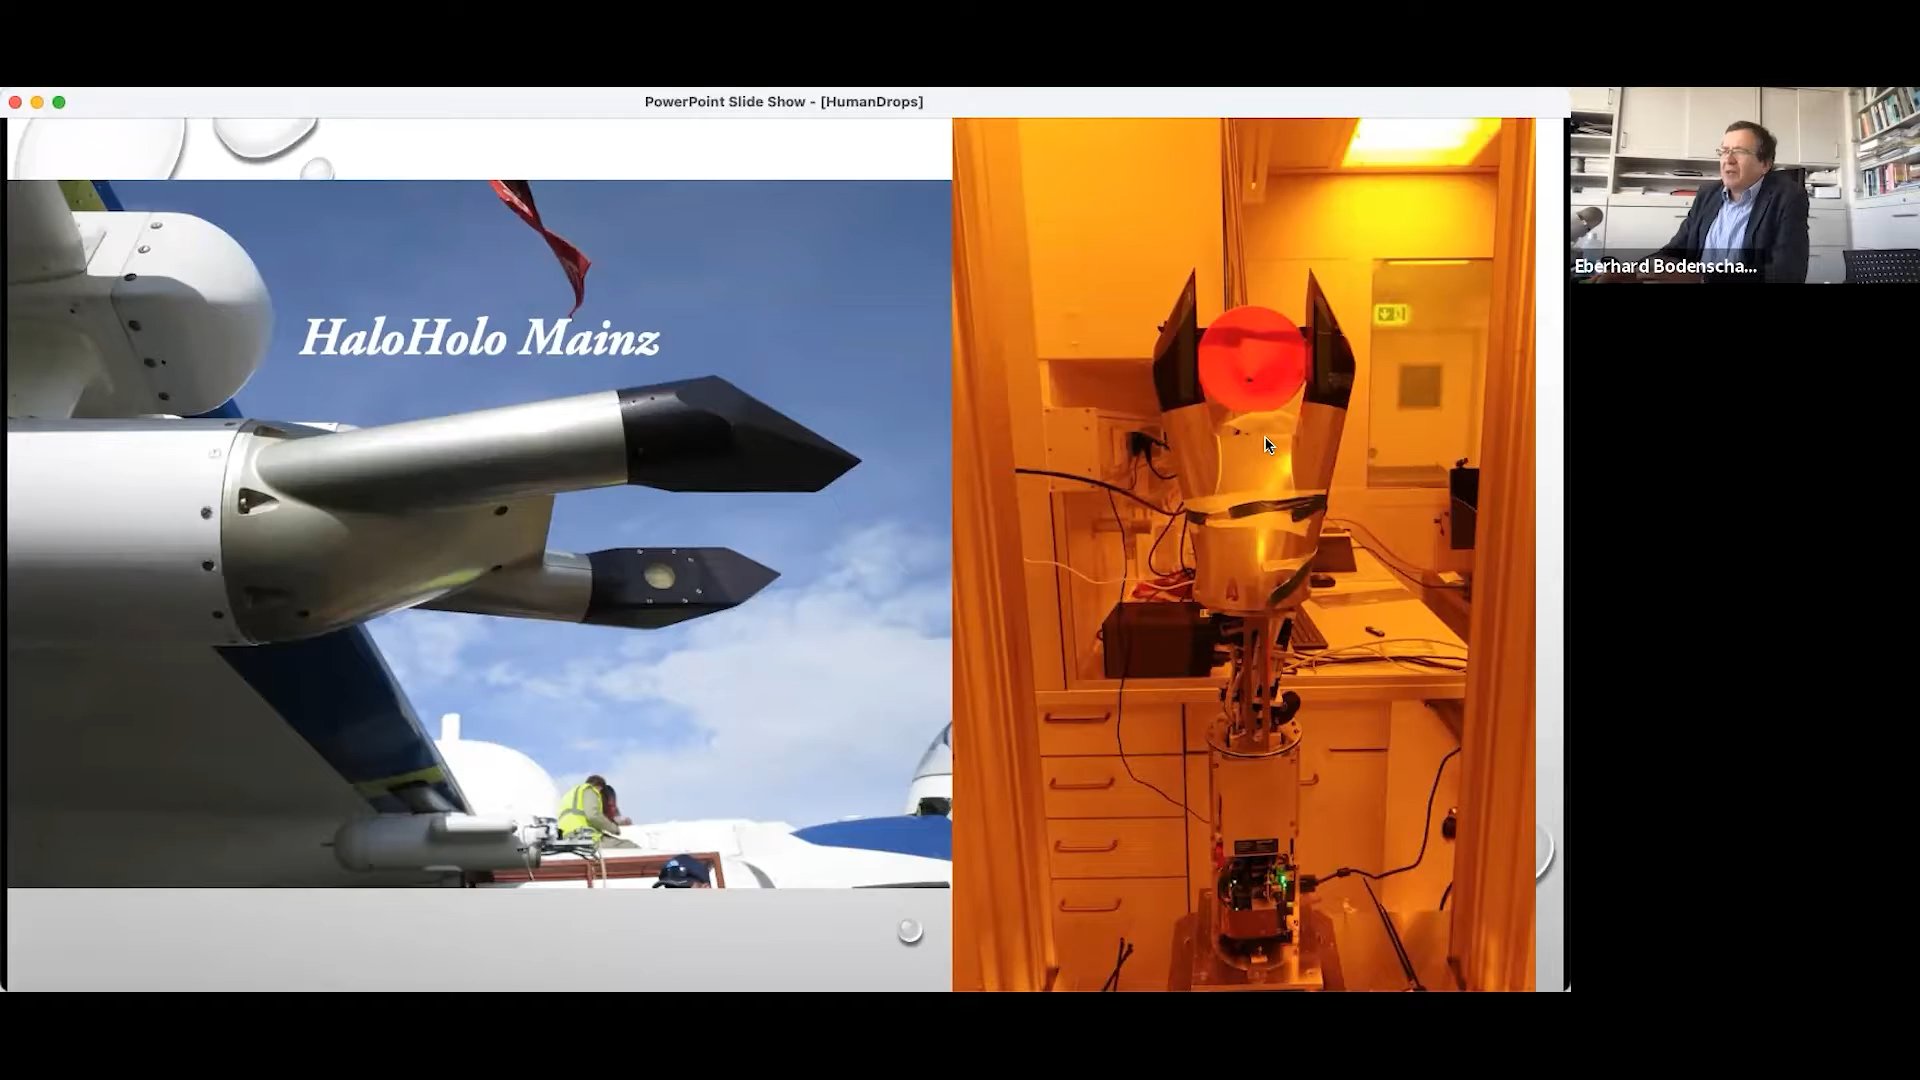 PowerPoint Slide Show - [HumanDrops]
HaloHolo Mainz
Eberhard Bodenscha...